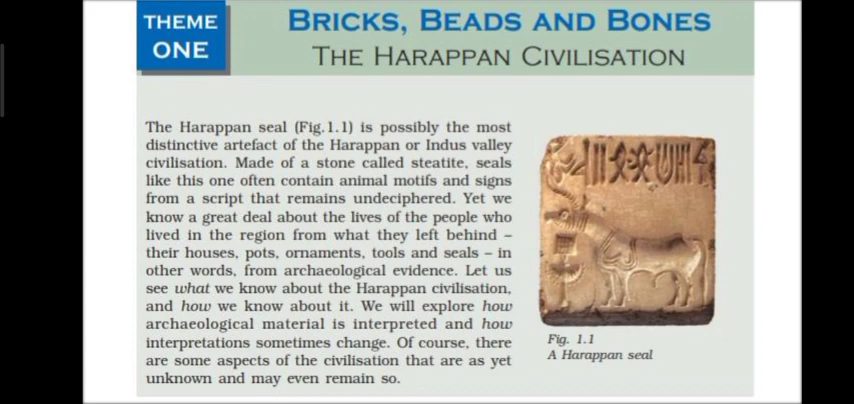 THEME
ONE
BRICKS, BEADS AND BONES
THE HARAPPAN CIVILISATION
The Harappan seal (Fig.1.1) is possibly the most
distinctive artefact of the Harappan or Indus valley
civilisation. Made of a stone called steatite, seals
like this one often contain animal motifs and signs
from a script that remains undeciphered. Yet we
know a great deal about the lives of the people who
lived in the region from what they left behind –
their houses, pots, ornaments, tools and seals – in
other words, from archaeological evidence. Let us
see what we know about the Harappan civilisation,
and how we know about it. We will explore how
archaeological material is interpreted and how
interpretations sometimes change. Of course, there
are some aspects of the civilisation that are as yet
unknown and may even remain so.
Fig. 1.1
A Harappan seal